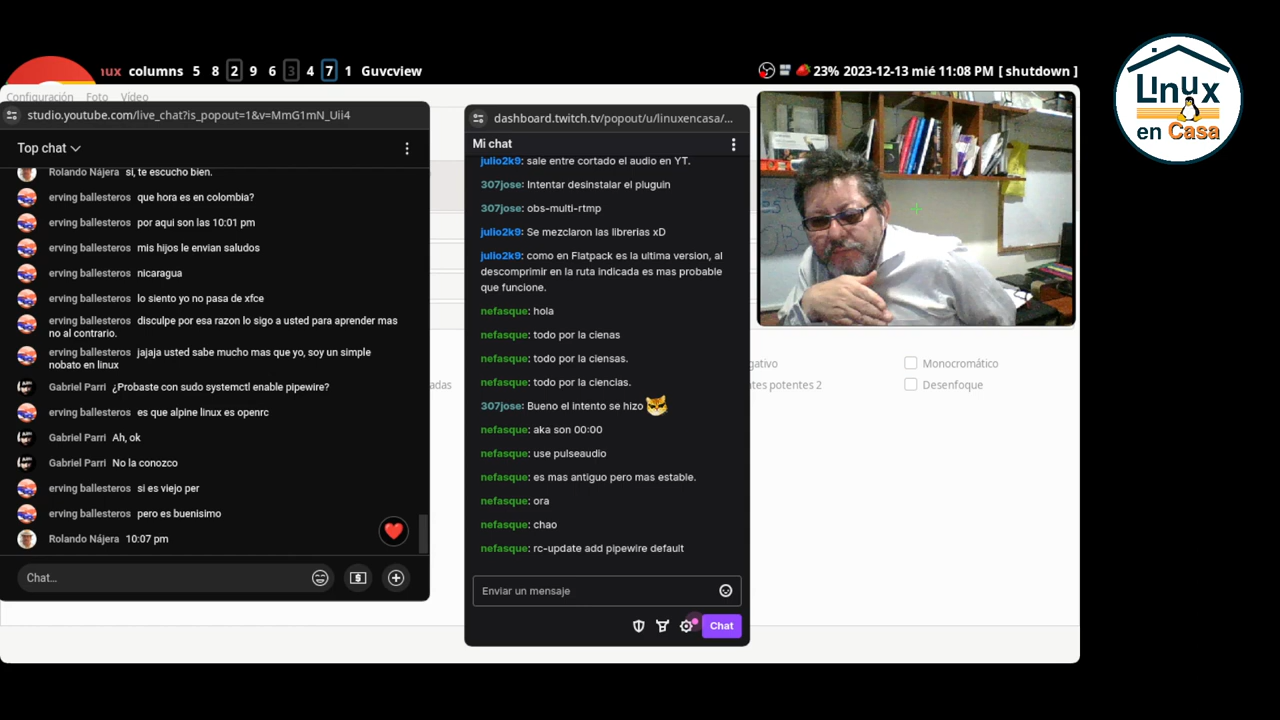 nux columns 5 8 2 9 6 3 4 7 1 Guvcview
23% 2023-12-13 mié 11:08 PM [ shutdown ]
Linux
en Casa
Configuración Foto Vídeo
studio.youtube.com/live_chat?is_popout=1&v=MmG1mN_Uii4
Top chat
Rolando Nájera si, te escucho bien.
erving ballesteros que hora es en colombia?
erving ballesteros por aqui son las 10:01 pm
erving ballesteros mis hijos le envian saludos
erving ballesteros nicaragua
erving ballesteros lo siento yo no pasa de xfce
erving ballesteros disculpe por esa razon lo sigo a usted para aprender mas
no al contrario.
erving ballesteros jajaja usted sabe mucho mas que yo, soy un simple
nobato en linux
Gabriel Parri ¿Probaste con sudo systemctl enable pipewire?
erving ballesteros es que alpine linux es openrc
Gabriel Parri Ah, ok
Gabriel Parri No la conozco
erving ballesteros si es viejo per
erving ballesteros pero es buenisimo
Rolando Nájera 10:07 pm
Chat...
dashboard.twitch.tv/popout/u/linuxencasa/...
Mi chat
julio2k9: sale entre cortado el audio en YT.
307jose: Intentar desinstalar el pluguin
307jose: obs-multi-rtmp
julio2k9: Se mezclaron las librerias xD
julio2k9: como en Flatpack es la ultima version, al
descomprimir en la ruta indicada es mas probable
que funcione.
nefasque: hola
nefasque: todo por la cienas
nefasque: todo por la ciensas.
nefasque: todo por la ciencias.
307jose: Bueno el intento se hizo
nefasque: aka son 00:00
nefasque: use pulseaudio
nefasque: es mas antiguo pero mas estable.
nefasque: ora
nefasque: chao
nefasque: rc-update add pipewire default
Enviar un mensaje
Chat
adas
gativo
Monocromático
tes potentes 2
Desenfoque